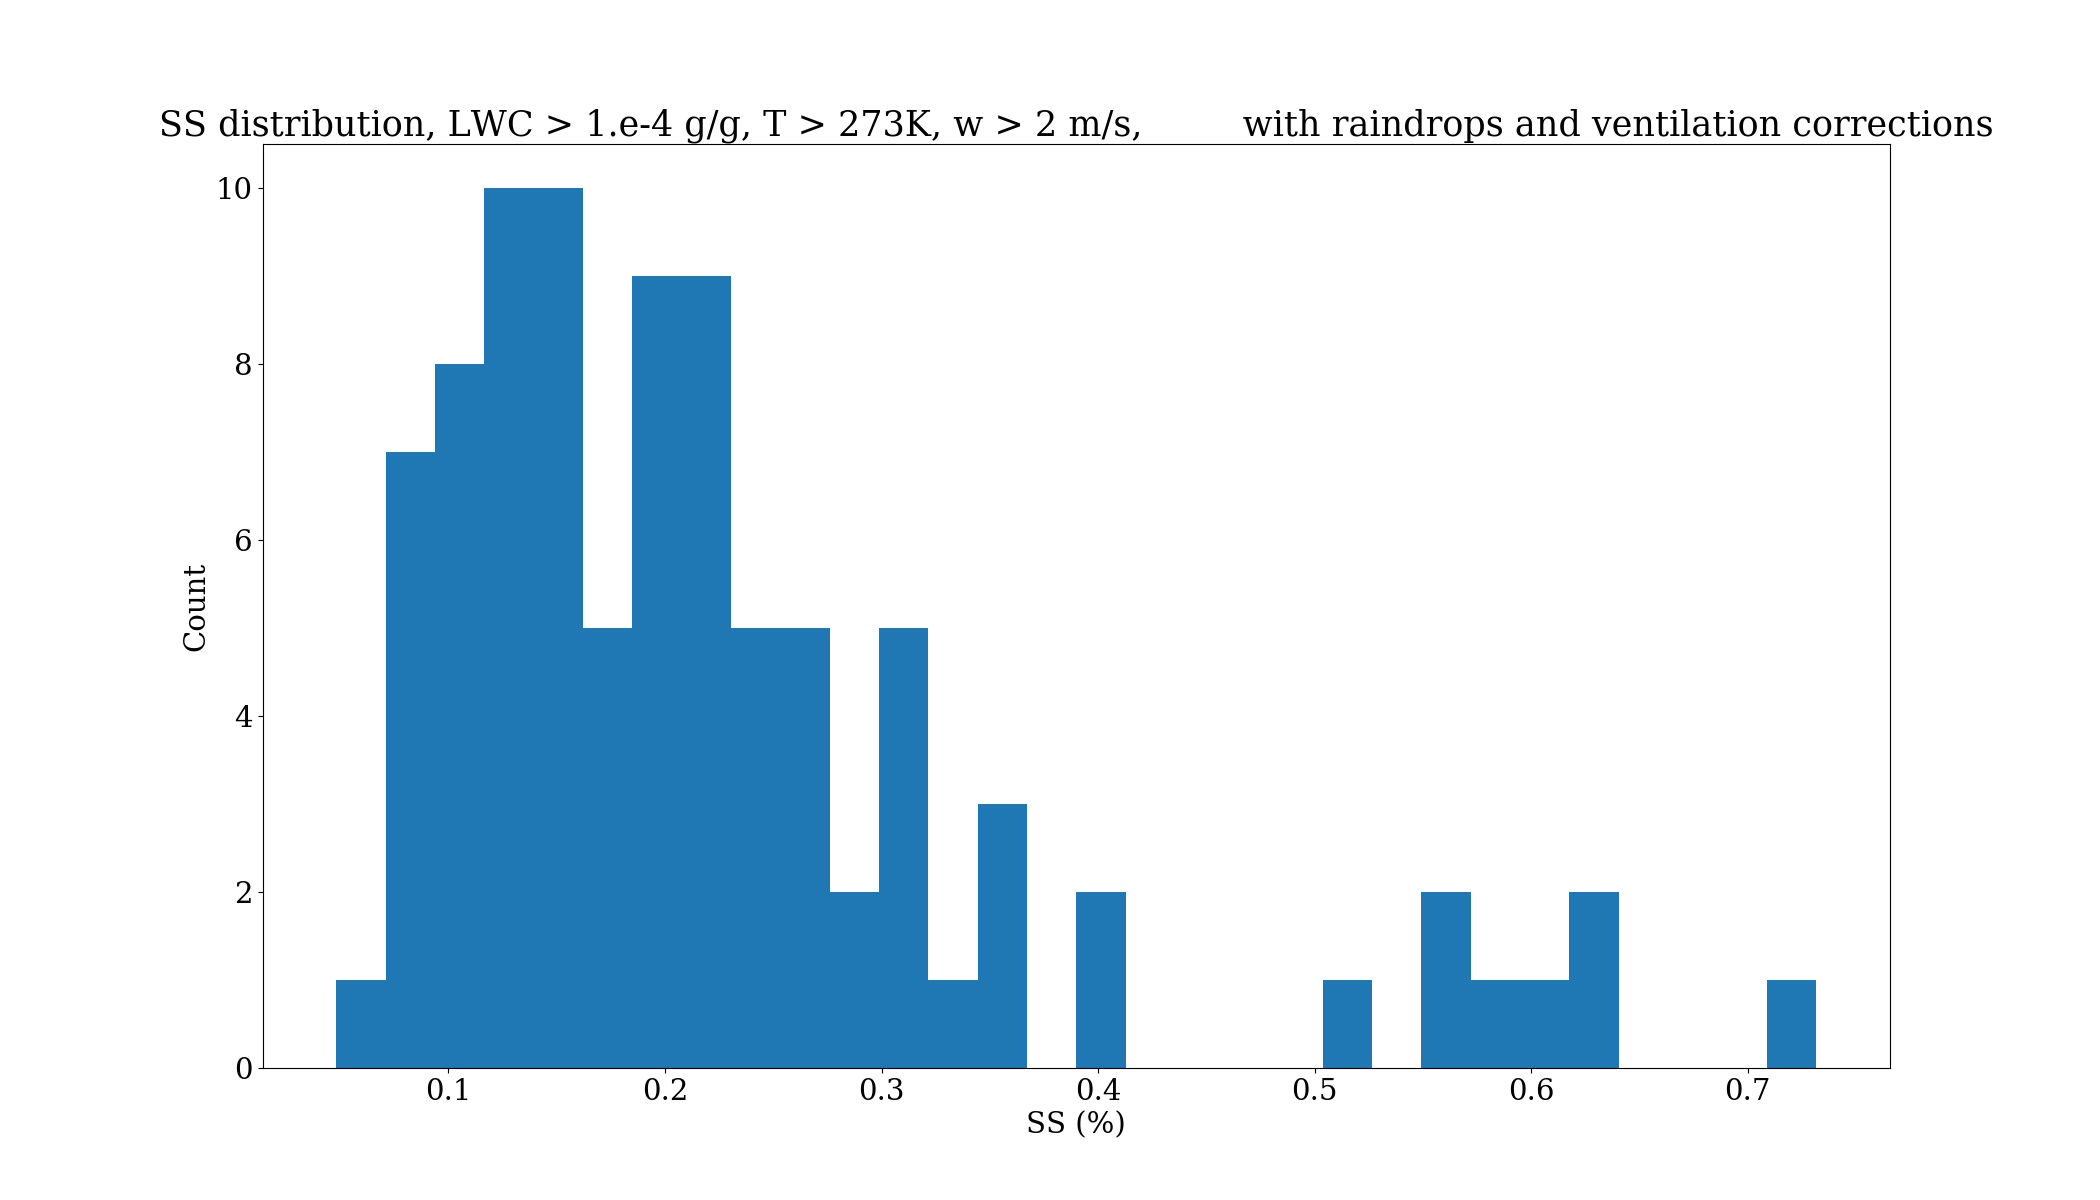 SS distribution, LWC > 1.e-4 g/g, T > 273K, w > 2 m/s,         with raindrops and ventilation corrections
10
8
6
4
2
0
Count
0.1 0.2 0.3 0.4 0.5 0.6 0.7
SS (%)